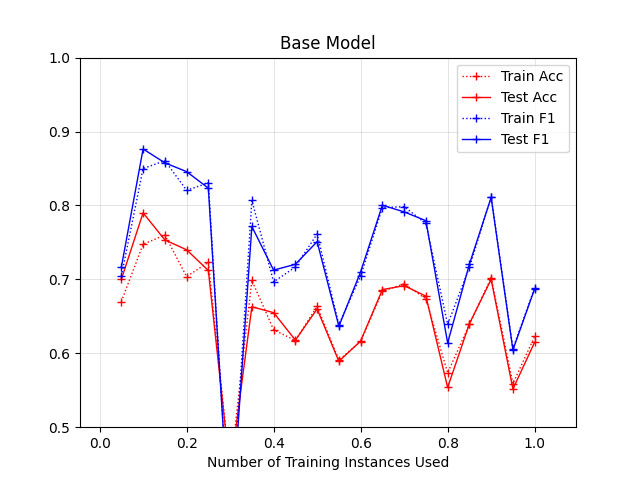 Base Model
1.0
0.9
0.8
0.7
0.6
0.5
Train Acc
Test Acc
Train F1
Test F1
0.0 0.2 0.4 0.6 0.8 1.0
Number of Training Instances Used